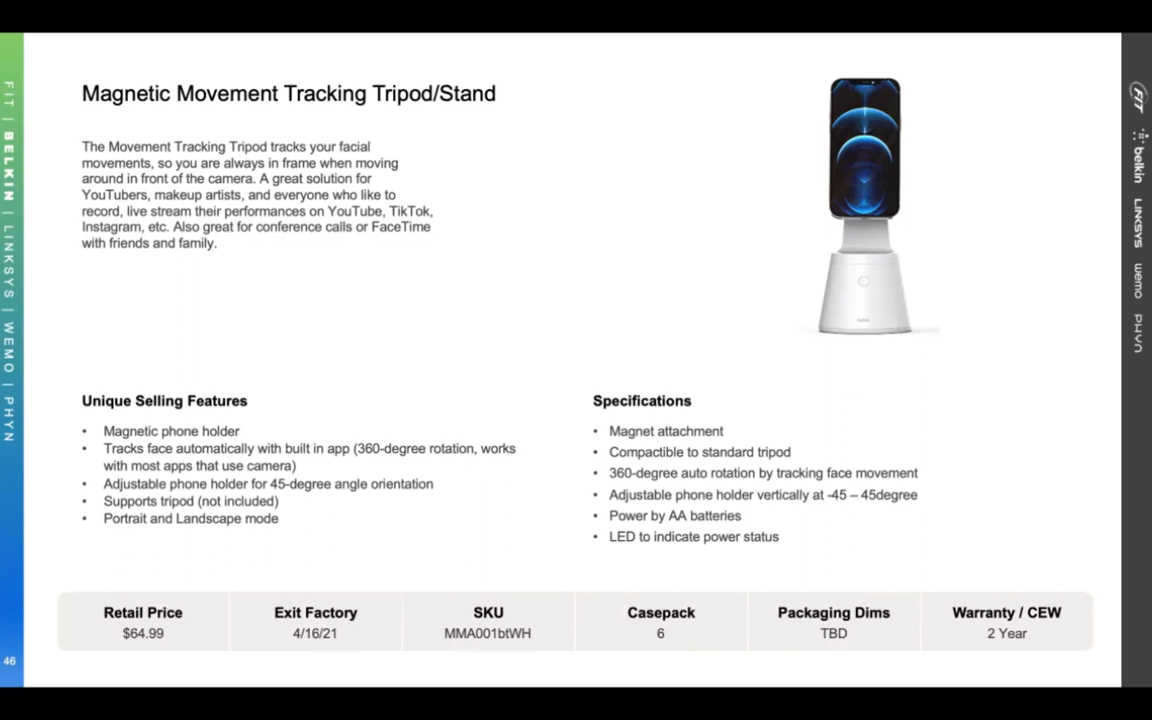 Magnetic Movement Tracking Tripod/Stand
The Movement Tracking Tripod tracks your facial
movements, so you are always in frame when moving
around in front of the camera. A great solution for
YouTubers, makeup artists, and everyone who like to
record, live stream their performances on YouTube, TikTok,
Instagram, etc. Also great for conference calls or FaceTime
with friends and family.
Unique Selling Features
• Magnetic phone holder
• Tracks face automatically with built in app (360-degree rotation, works
with most apps that use camera)
• Adjustable phone holder for 45-degree angle orientation
• Supports tripod (not included)
• Portrait and Landscape mode
Specifications
• Magnet attachment
• Compactible to standard tripod
• 360-degree auto rotation by tracking face movement
• Adjustable phone holder vertically at -45 – 45degree
• Power by AA batteries
• LED to indicate power status
Retail Price
$64.99
Exit Factory
4/16/21
SKU
MMA001btWH
Casepack
6
Packaging Dims
TBD
Warranty / CEW
2 Year
FIT | BELKIN | LINKSYS | WEMO | PHYN
46
FIT
belkin
LINKSYS
wemo
PHYN